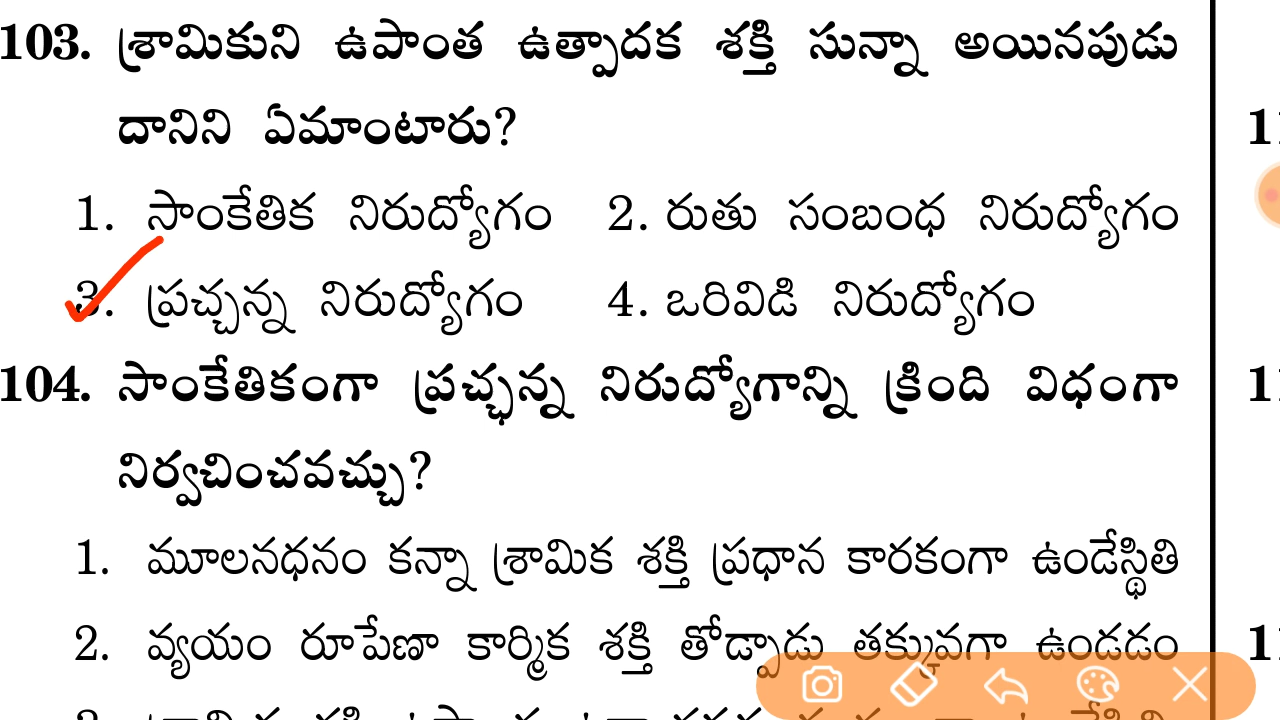 103. శ్రామికుని ఉపాంత ఉత్పాదక శక్తి సున్నా అయినపుడు
దానిని ఏమాంటారు?
1. సాంకేతిక నిరుద్యోగం 2. రుతు సంబంధ నిరుద్యోగం
3. ప్రచ్చన్న నిరుద్యోగం 4. ఒరివిడి నిరుద్యోగం
104. సాంకేతికంగా ప్రచ్ఛన్న నిరుద్యోగాన్ని క్రింది విధంగా
నిర్వచించవచ్చు?
1. మూలనధనం కన్నా శ్రామిక శక్తి ప్రధాన కారకంగా ఉండేస్థితి
2. వ్యయం రూపేణా కార్మిక శక్తి తోడ్పాడు తక్కువగా ఉండడం